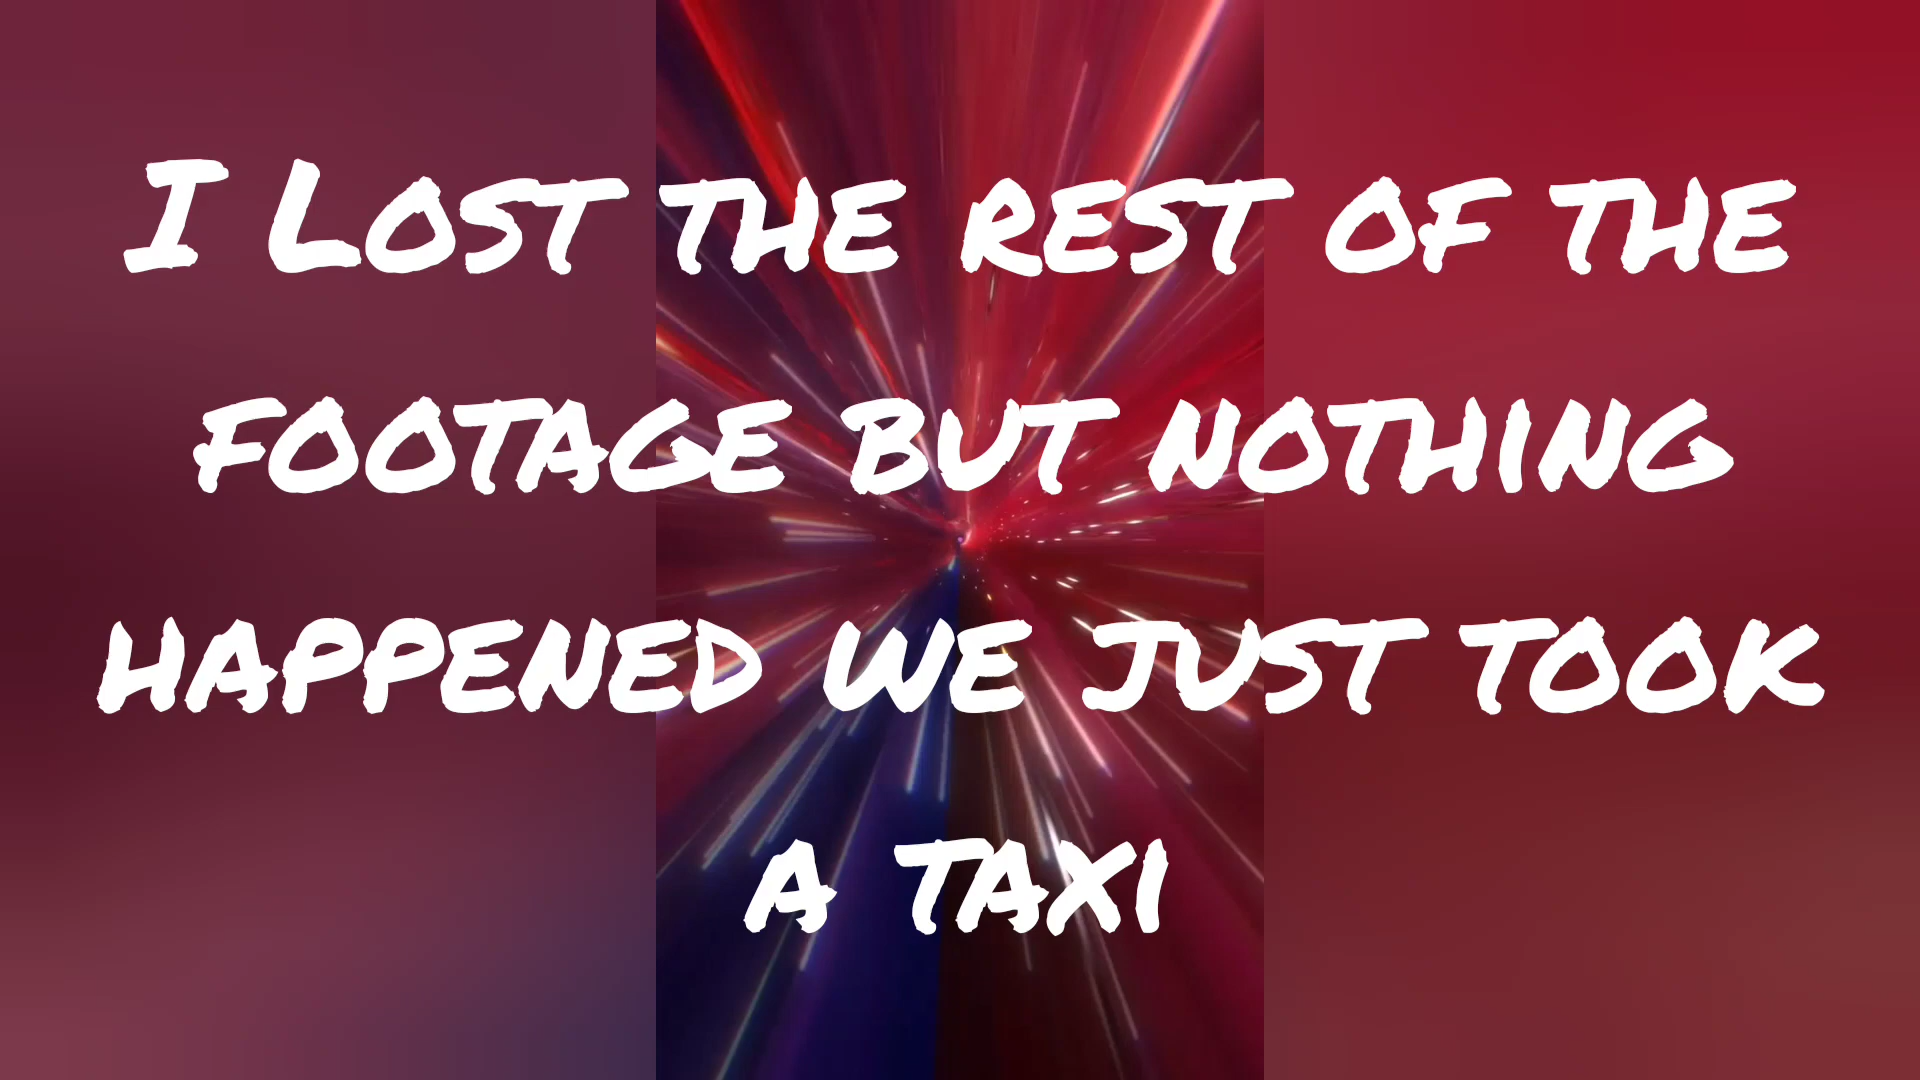 I Lost the rest of the
footage but nothing
happened we just took
a taxi